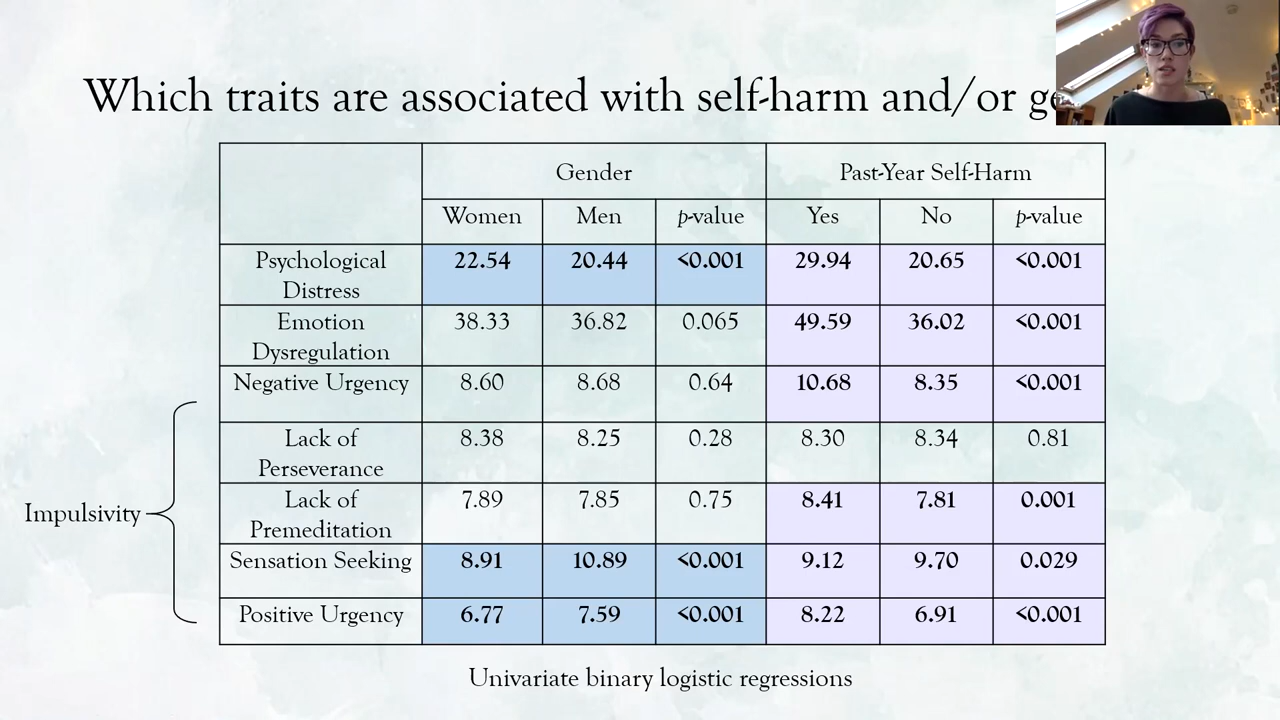 Which traits are associated with self-harm and/or
Gender
Past-Year Self-Harm
Women Men p-value Yes No p-value
Psychological
Distress
22.54 20.44 <0.001 29.94 20.65 <0.001
Emotion
Dysregulation
38.33 36.82 0.065 49.59 36.02 <0.001
Negative Urgency 8.60 8.68 0.64 10.68 8.35 <0.001
Lack of
Perseverance
8.38 8.25 0.28 8.30 8.34 0.81
Impulsivity
Lack of
Premeditation
7.89 7.85 0.75 8.41 7.81 0.001
Sensation Seeking 8.91 10.89 <0.001 9.12 9.70 0.029
Positive Urgency 6.77 7.59 <0.001 8.22 6.91 <0.001
Univariate binary logistic regressions